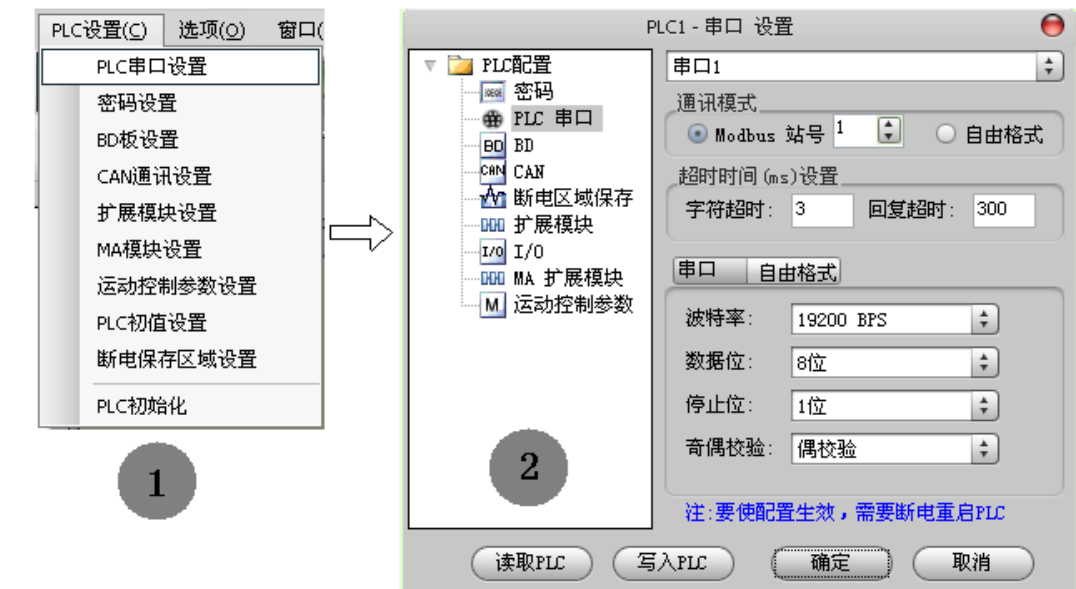 PLC设置(C) 选项(O) 窗口(
PLC串口设置
密码设置
BD板设置
CAN通讯设置
扩展模块设置
MA模块设置
运动控制参数设置
PLC初值设置
断电保存区域设置
PLC初始化
1
PLC1 - 串口 设置
PLC配置
密码
PLC 串口
BD BD
CAN CAN
断电区域保存
扩展模块
I/O I/O
MA 扩展模块
M 运动控制参数
2
串口1
通讯模式
Modbus 站号 1 自由格式
超时时间(ms)设置
字符超时: 3 回复超时: 300
串口 自由格式
波特率: 19200 BPS
数据位: 8位
停止位: 1位
奇偶校验: 偶校验
注:要使配置生效，需要断电重启PLC
读取PLC 写入PLC 确定 取消